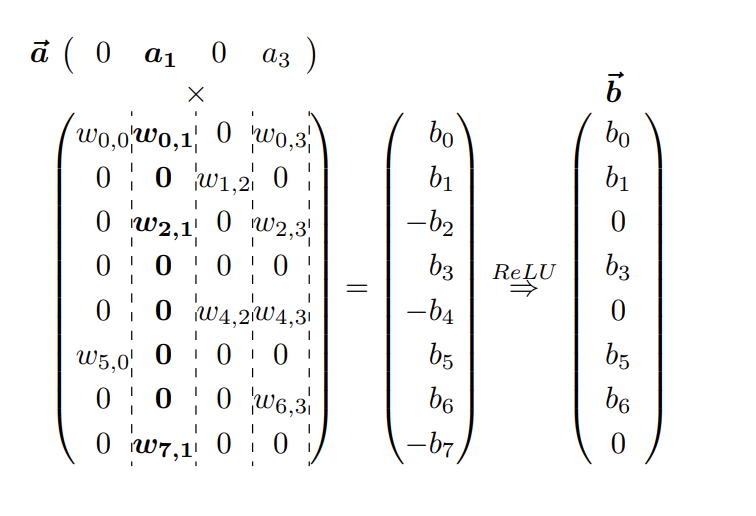 a⃗ ( 0 a₁ 0 a₃ )
×
b⃗
w₀,₀ w₀,₁ 0 w₀,₃ b₀ b₀
0 0 w₁,₂ 0 b₁ b₁
0 w₂,₁ 0 w₂,₃ −b₂ 0
0 0 0 0 b₃ b₃
= ReLU ⇒
0 0 w₄,₂ w₄,₃ −b₄ 0
w₅,₀ 0 0 0 b₅ b₅
0 0 0 w₆,₃ b₆ b₆
0 w₇,₁ 0 0 −b₇ 0